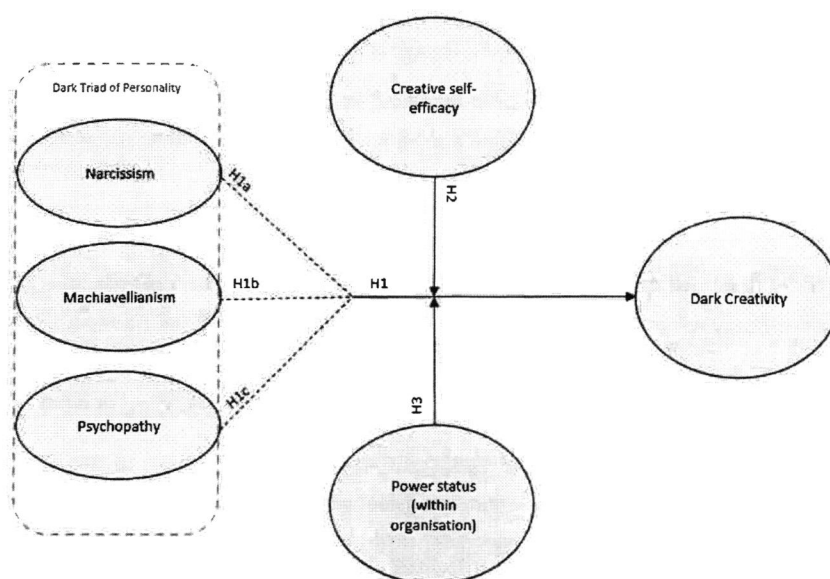 Dark Triad of Personality
Narcissism
Machiavellianism
Psychopathy
H1a
H1b
H1c
H1
Creative self-
efficacy
H2
H3
Power status
(within
organisation)
Dark Creativity